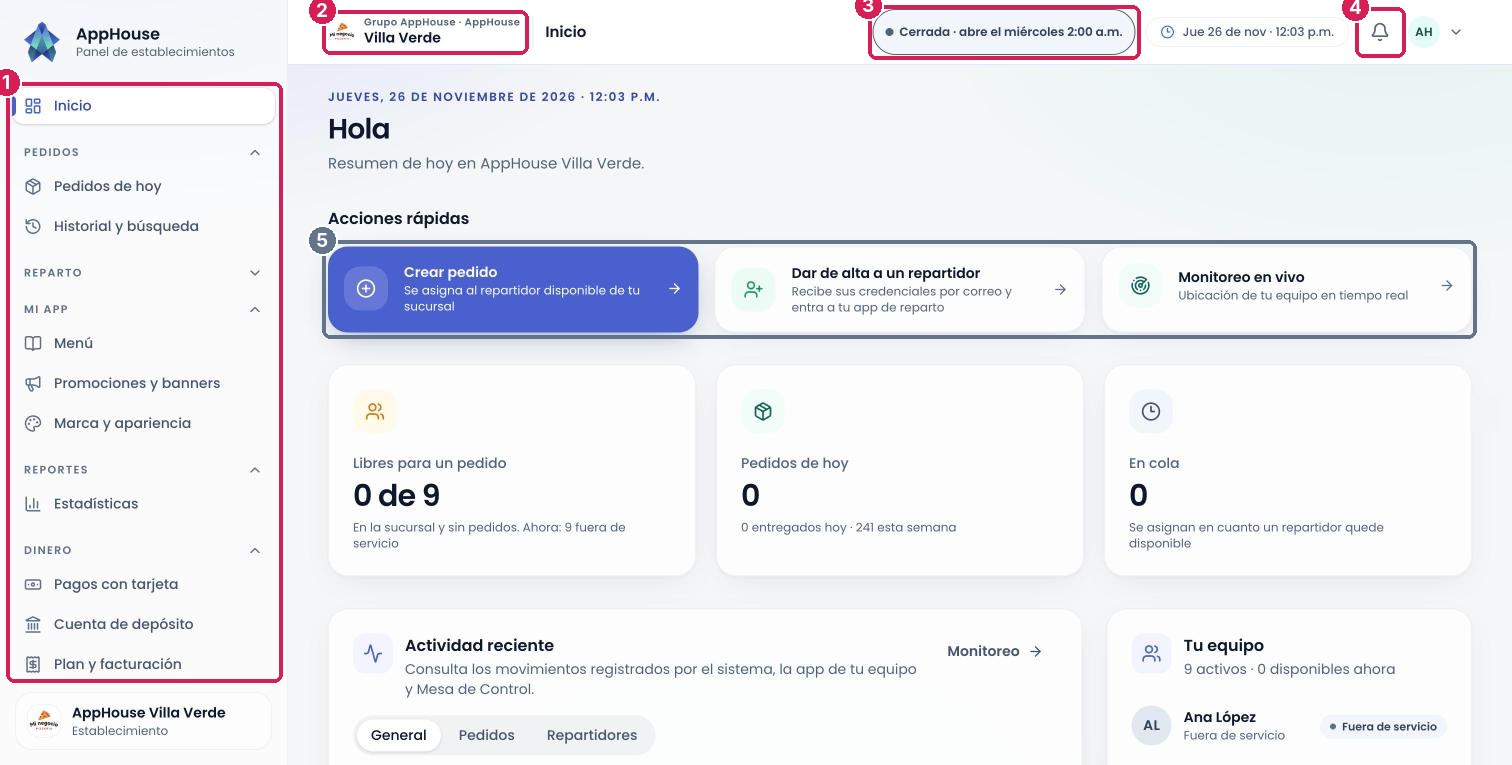 1
AppHouse
Panel de establecimientos
Inicio
PEDIDOS
Pedidos de hoy
Historial y búsqueda
REPARTO
MI APP
Menú
Promociones y banners
Marca y apariencia
REPORTES
Estadísticas
DINERO
Pagos con tarjeta
Cuenta de depósito
Plan y facturación
Mi negocio
AppHouse Villa Verde
Establecimiento
2
Mi negocio
Grupo AppHouse · AppHouse
Villa Verde
Inicio
3
Cerrada · abre el miércoles 2:00 a.m.
Jue 26 de nov · 12:03 p.m.
4
AH
JUEVES, 26 DE NOVIEMBRE DE 2026 · 12:03 P.M.
Hola
Resumen de hoy en AppHouse Villa Verde.
Acciones rápidas
5
Crear pedido
Se asigna al repartidor disponible de tu
sucursal
Dar de alta a un repartidor
Recibe sus credenciales por correo y
entra a tu app de reparto
Monitoreo en vivo
Ubicación de tu equipo en tiempo real
Libres para un pedido
0 de 9
En la sucursal y sin pedidos. Ahora: 9 fuera de
servicio
Pedidos de hoy
0
0 entregados hoy · 241 esta semana
En cola
0
Se asignan en cuanto un repartidor quede
disponible
Actividad reciente
Consulta los movimientos registrados por el sistema, la app de tu equipo
y Mesa de Control.
Monitoreo
General
Pedidos
Repartidores
Tu equipo
9 activos · 0 disponibles ahora
AL
Ana López
Fuera de servicio
Fuera de servicio